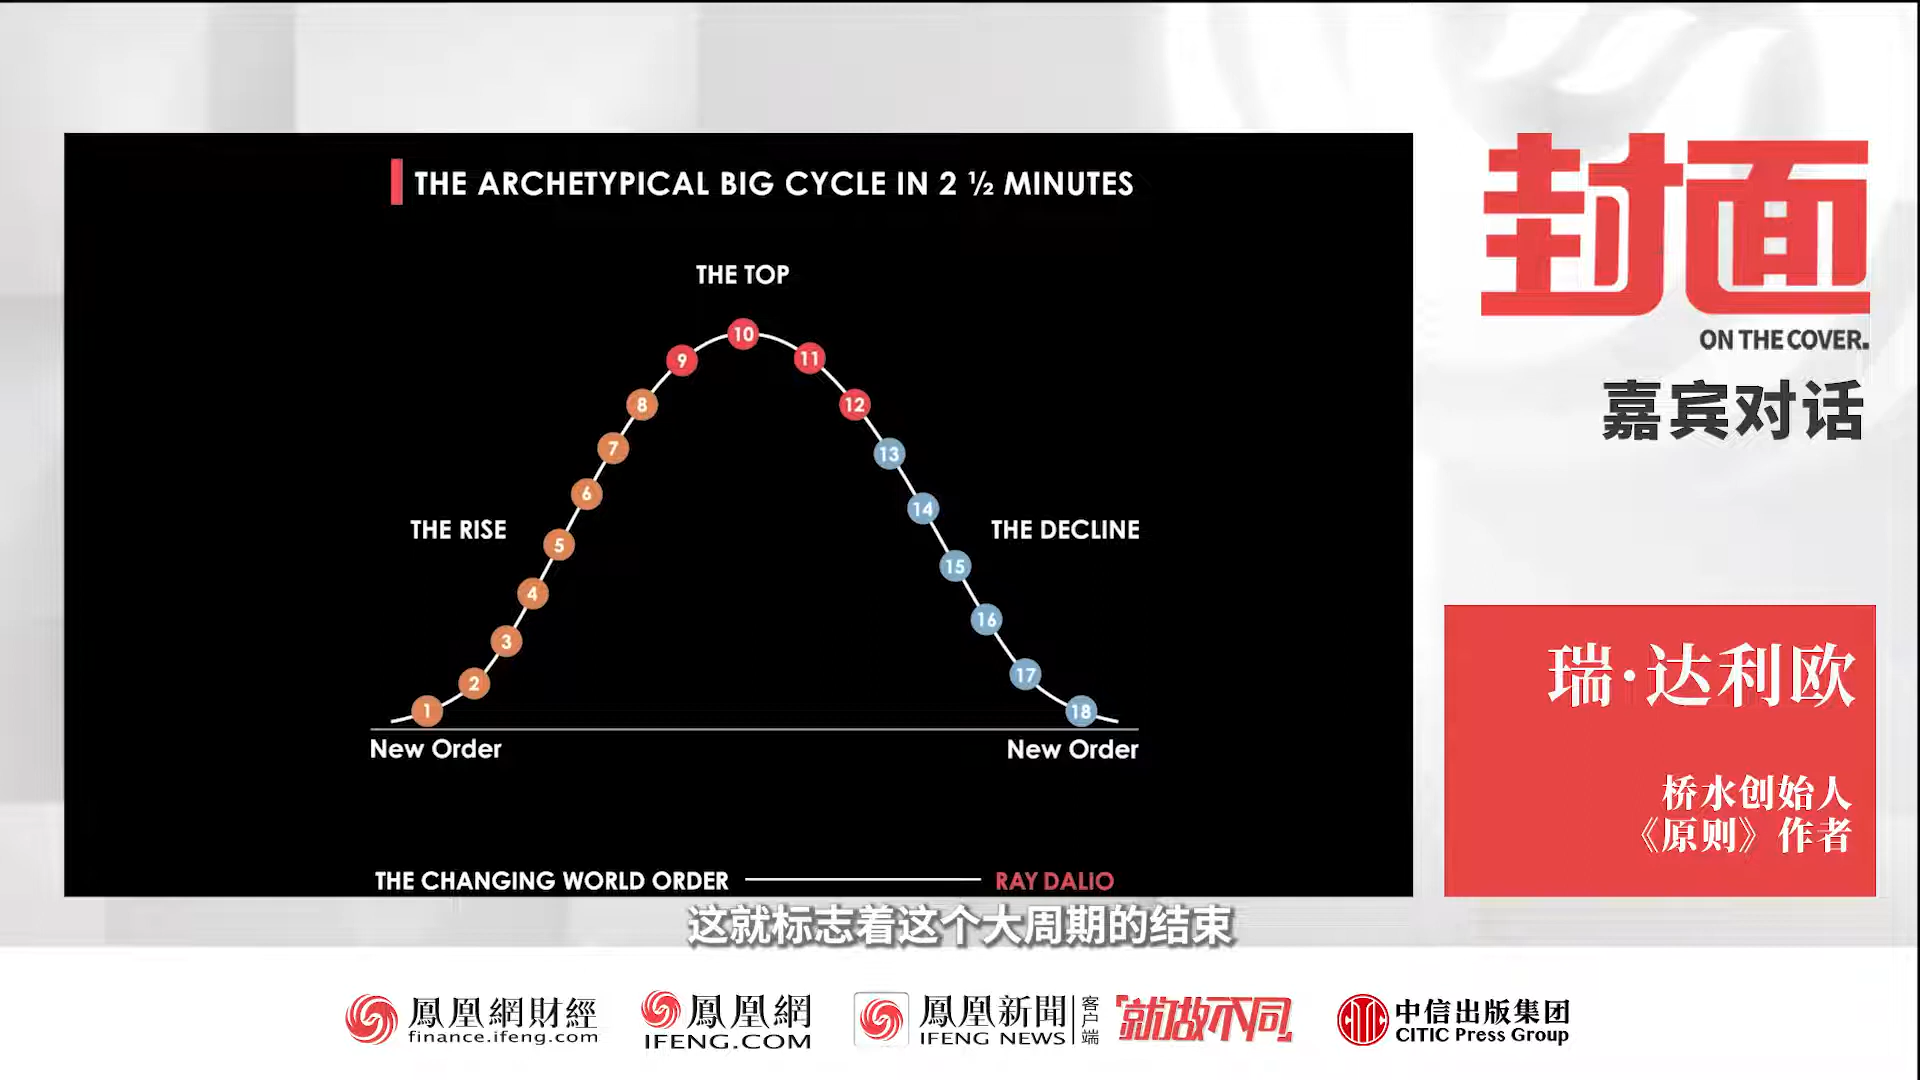 THE ARCHETYPICAL BIG CYCLE IN 2 ½ MINUTES
THE TOP
10
9
11
8
12
7
13
6
14
THE RISE
THE DECLINE
5
15
4
16
3
17
2
1
18
New Order
New Order
THE CHANGING WORLD ORDER
RAY DALIO
封面
ON THE COVER.
嘉宾对话
瑞·达利欧
桥水创始人
《原则》作者
这就标志着这个大周期的结束
鳳凰網財經
finance.ifeng.com
鳳凰網
IFENG.COM
鳳凰新聞
IFENG NEWS
客户端
就做不同
中信出版集团
CITIC Press Group